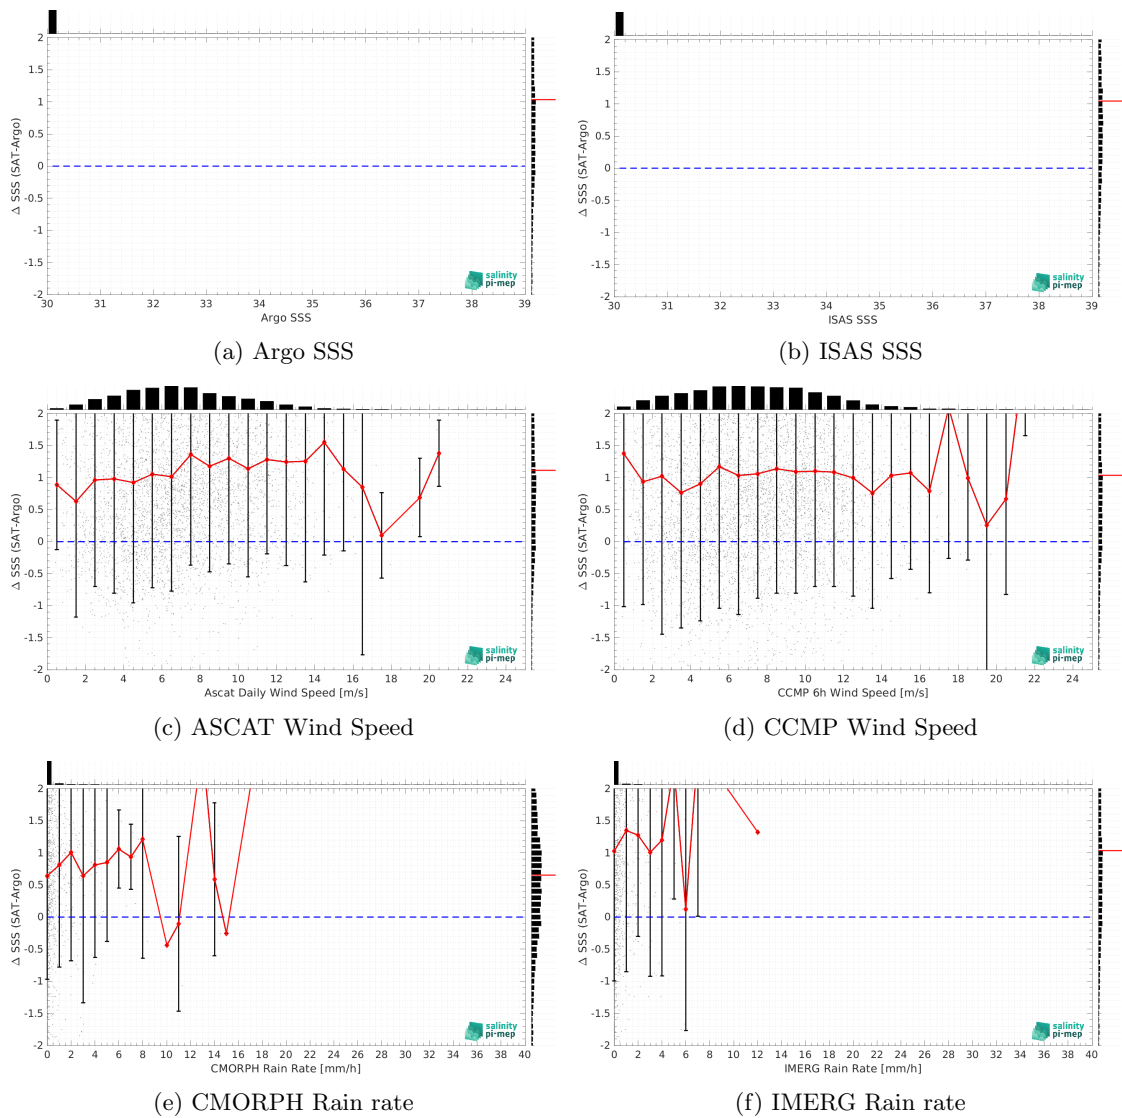 2
1.5
1
0.5
0
-0.5
-1
-1.5
-2
Δ SSS (SAT-Argo)
30 31 32 33 34 35 36 37 38 39
Argo SSS
salinity
pi-mep
(a) Argo SSS
2
1.5
1
0.5
0
-0.5
-1
-1.5
-2
Δ SSS (SAT-Argo)
30 31 32 33 34 35 36 37 38 39
ISAS SSS
salinity
pi-mep
(b) ISAS SSS
2
1.5
1
0.5
0
-0.5
-1
-1.5
-2
Δ SSS (SAT-Argo)
0 2 4 6 8 10 12 14 16 18 20 22 24
Ascat Daily Wind Speed [m/s]
salinity
pi-mep
(c) ASCAT Wind Speed
2
1.5
1
0.5
0
-0.5
-1
-1.5
-2
Δ SSS (SAT-Argo)
0 2 4 6 8 10 12 14 16 18 20 22 24
CCMP 6h Wind Speed [m/s]
salinity
pi-mep
(d) CCMP Wind Speed
2
1.5
1
0.5
0
-0.5
-1
-1.5
-2
Δ SSS (SAT-Argo)
0 2 4 6 8 10 12 14 16 18 20 22 24 26 28 30 32 34 36 38 40
CMORPH Rain Rate [mm/h]
salinity
pi-mep
(e) CMORPH Rain rate
2
1.5
1
0.5
0
-0.5
-1
-1.5
-2
Δ SSS (SAT-Argo)
0 2 4 6 8 10 12 14 16 18 20 22 24 26 28 30 32 34 36 38 40
IMERG Rain Rate [mm/h]
salinity
pi-mep
(f) IMERG Rain rate